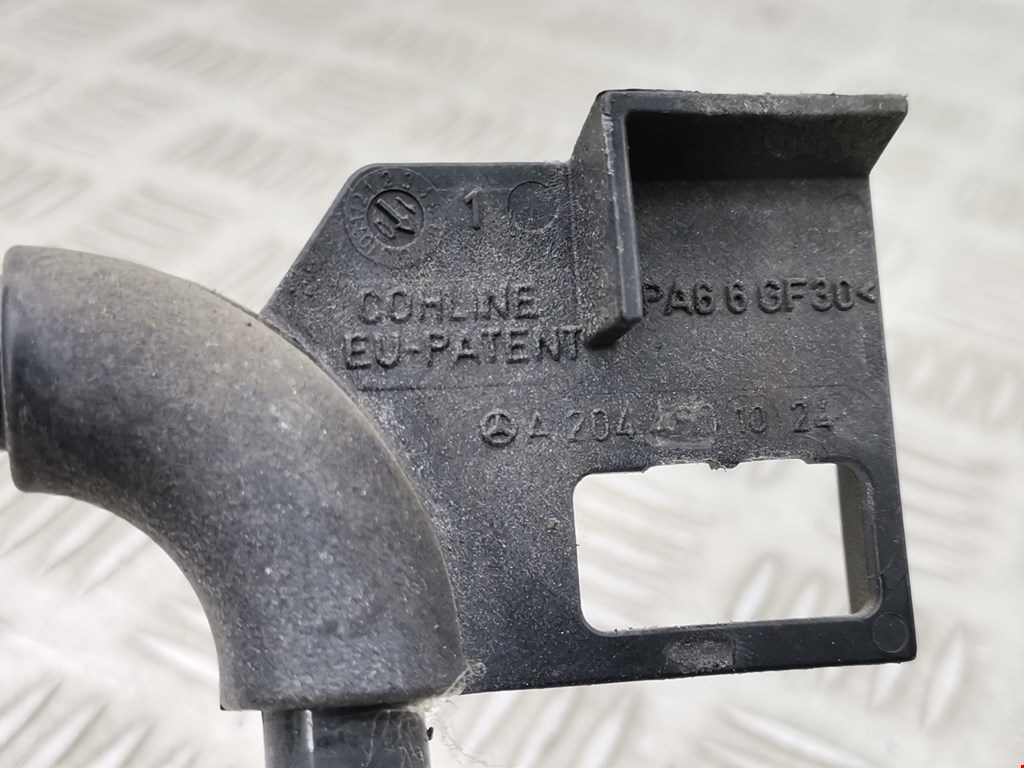 1
COHLINE
EU-PATENT
PA6 6 GF30<
A 204 10 24